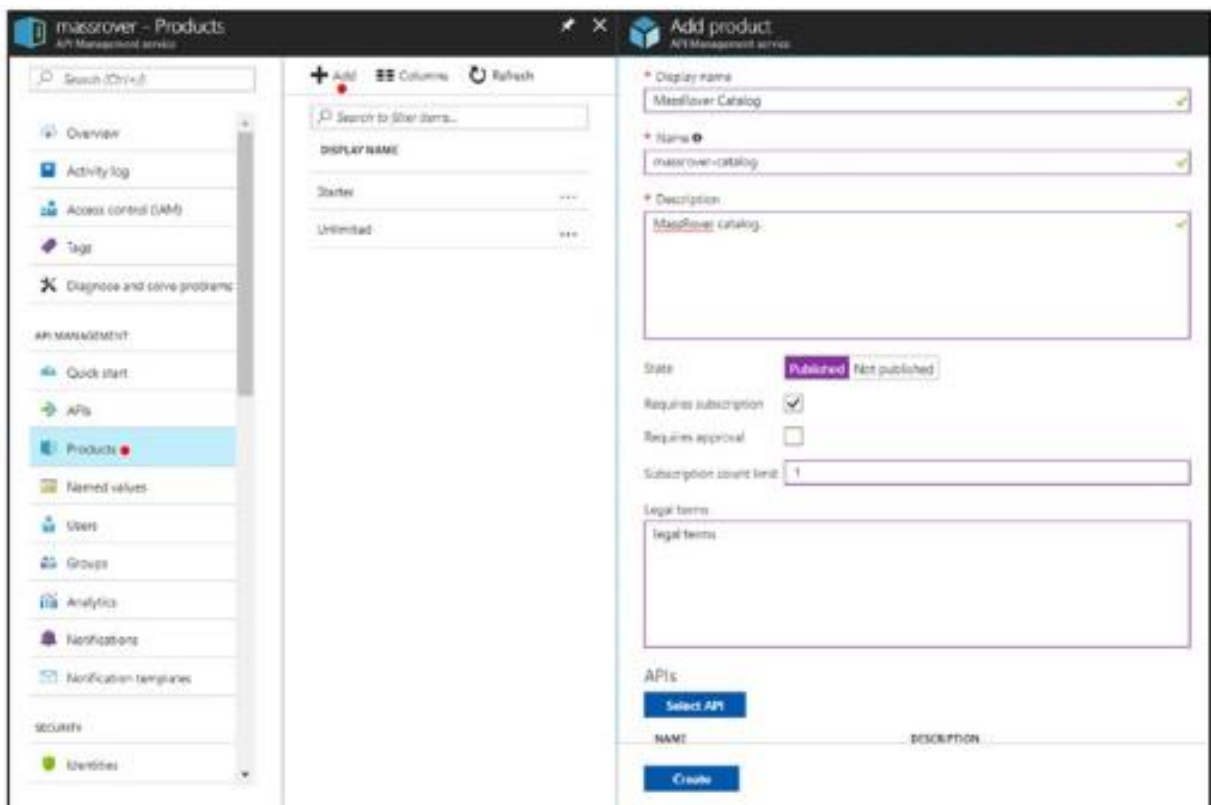 massrover - Products
API Management service
Search (Ctrl+/)
Overview
Activity log
Access control (IAM)
Tags
Diagnose and solve problems
API MANAGEMENT
Quick start
APIs
Products
Named values
Users
Groups
Analytics
Notifications
Notification templates
SECURITY
Identities
Add
Columns
Refresh
Search to filter items...
DISPLAY NAME
Starter ...
Unlimited ...
Add product
API Management service
* Display name
MassRover Catalog
* Name
massrover-catalog
* Description
MassRover catalog.
State Published Not published
Requires subscription
Requires approval
Subscription count limit 1
Legal terms
legal terms
APIs
Select API
NAME DESCRIPTION
Create